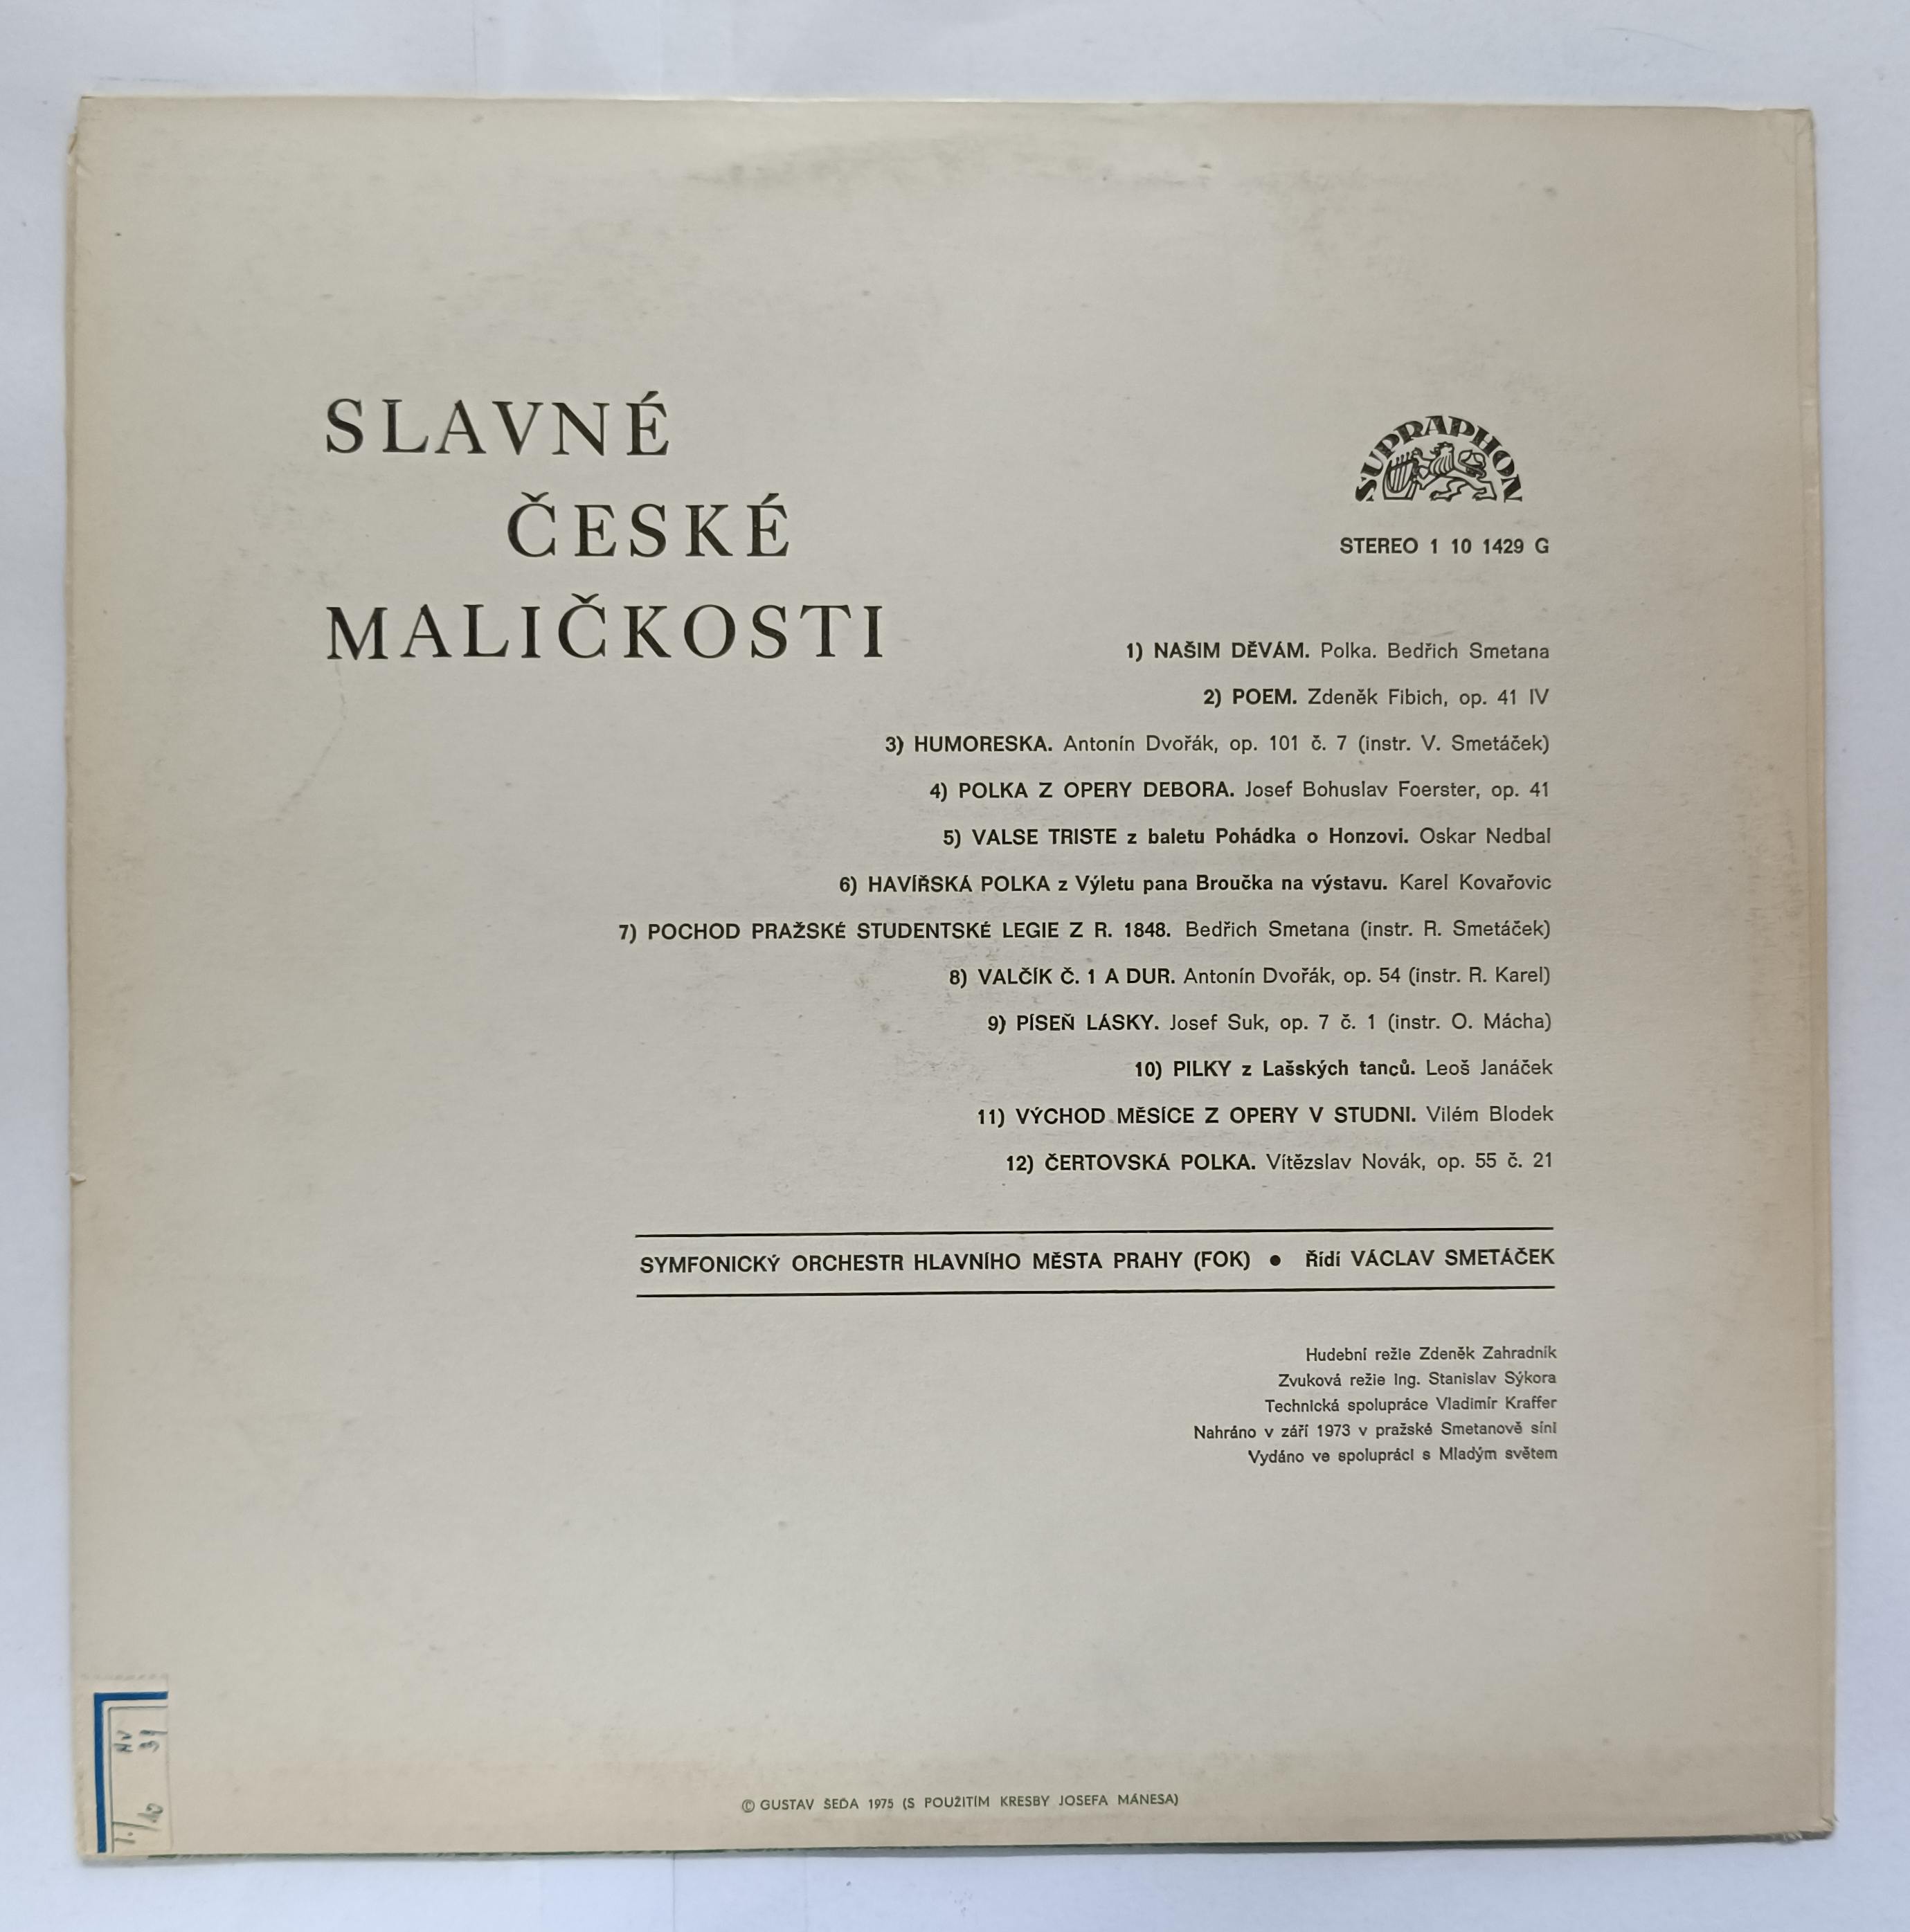 SLAVNÉ
ČESKÉ
MALIČKOSTI
SUPRAPHON
STEREO 1 10 1429 G
1) NAŠIM DĚVÁM. Polka. Bedřich Smetana
2) POEM. Zdeněk Fibich, op. 41 IV
3) HUMORESKA. Antonín Dvořák, op. 101 č. 7 (instr. V. Smetáček)
4) POLKA Z OPERY DEBORA. Josef Bohuslav Foerster, op. 41
5) VALSE TRISTE z baletu Pohádka o Honzovi. Oskar Nedbal
6) HAVÍŘSKÁ POLKA z Výletu pana Broučka na výstavu. Karel Kovařovic
7) POCHOD PRAŽSKÉ STUDENTSKÉ LEGIE Z R. 1848. Bedřich Smetana (instr. R. Smetáček)
8) VALČÍK Č. 1 A DUR. Antonín Dvořák, op. 54 (instr. R. Karel)
9) PÍSEŇ LÁSKY. Josef Suk, op. 7 č. 1 (instr. O. Mácha)
10) PILKY z Lašských tanců. Leoš Janáček
11) VÝCHOD MĚSÍCE Z OPERY V STUDNI. Vilém Blodek
12) ČERTOVSKÁ POLKA. Vítězslav Novák, op. 55 č. 21
SYMFONICKÝ ORCHESTR HLAVNÍHO MĚSTA PRAHY (FOK) ● Řídí VÁCLAV SMETÁČEK
Hudební režie Zdeněk Zahradník
Zvuková režie Ing. Stanislav Sýkora
Technická spolupráce Vladimír Kraffer
Nahráno v září 1973 v pražské Smetanově síni
Vydáno ve spolupráci s Mladým světem
© GUSTAV ŠEDA 1975 (S POUŽITÍM KRESBY JOSEFA MÁNESA)